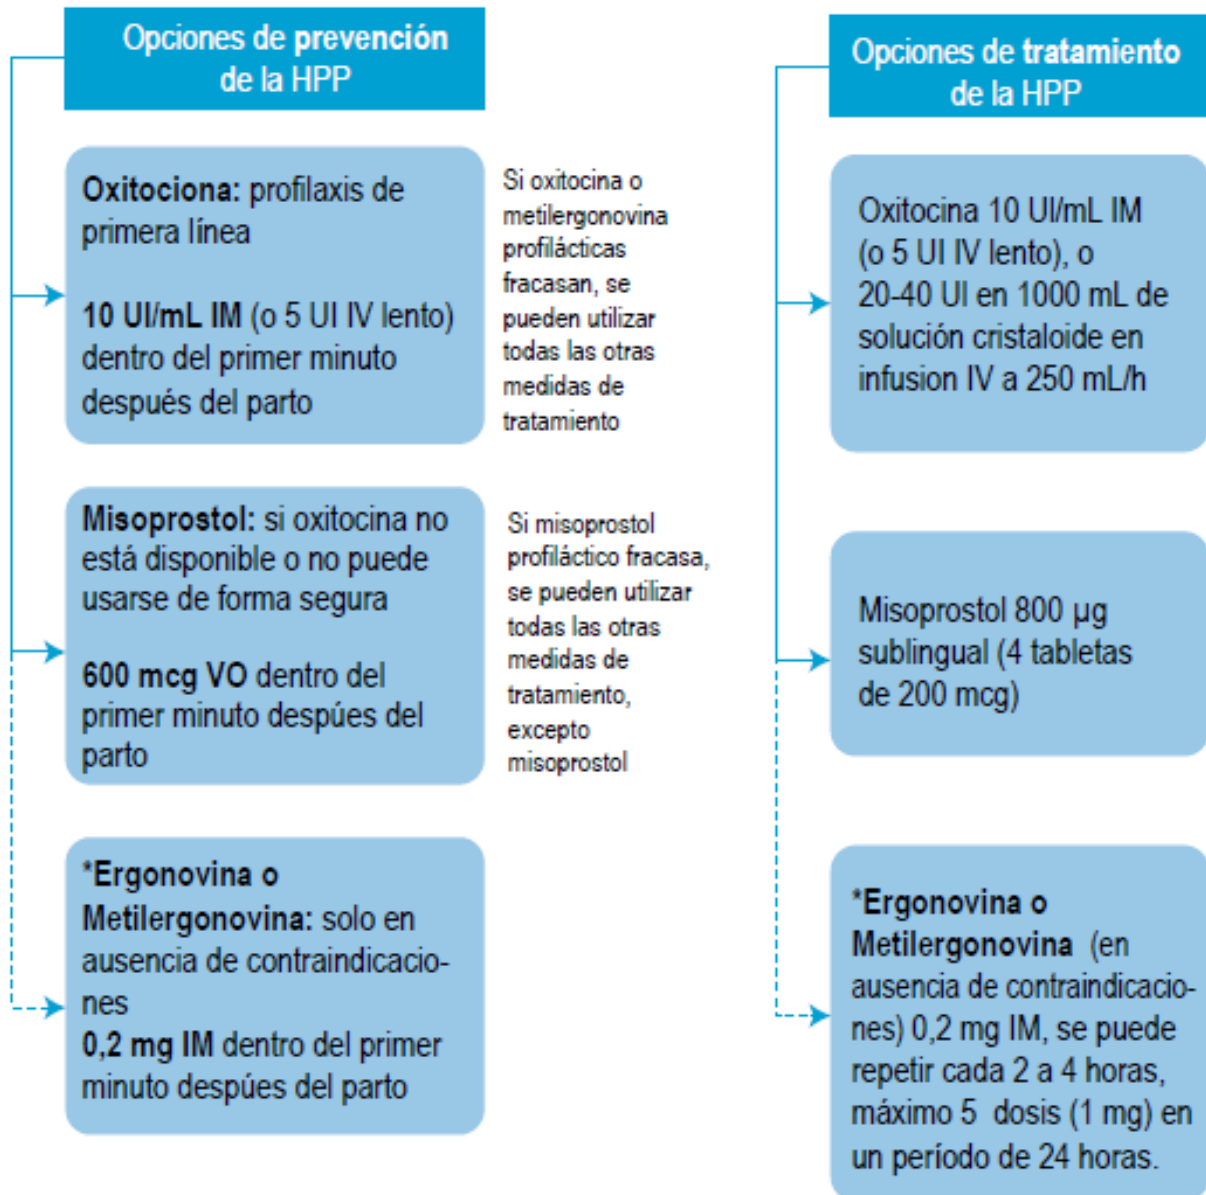 Opciones de prevención
de la HPP
Oxitociona: profilaxis de
primera línea
10 UI/mL IM (o 5 UI IV lento)
dentro del primer minuto
después del parto
Si oxitocina o
metilergonovina
profilácticas
fracasan, se
pueden utilizar
todas las otras
medidas de
tratamiento
Misoprostol: si oxitocina no
está disponible o no puede
usarse de forma segura
600 mcg VO dentro del
primer minuto despúes del
parto
Si misoprostol
profiláctico fracasa,
se pueden utilizar
todas las otras
medidas de
tratamiento,
excepto
misoprostol
*Ergonovina o
Metilergonovina: solo en
ausencia de contraindicacio-
nes
0,2 mg IM dentro del primer
minuto despúes del parto
Opciones de tratamiento
de la HPP
Oxitocina 10 UI/mL IM
(o 5 UI IV lento), o
20-40 UI en 1000 mL de
solución cristaloide en
infusion IV a 250 mL/h
Misoprostol 800 µg
sublingual (4 tabletas
de 200 mcg)
*Ergonovina o
Metilergonovina (en
ausencia de contraindicacio-
nes) 0,2 mg IM, se puede
repetir cada 2 a 4 horas,
máximo 5 dosis (1 mg) en
un período de 24 horas.